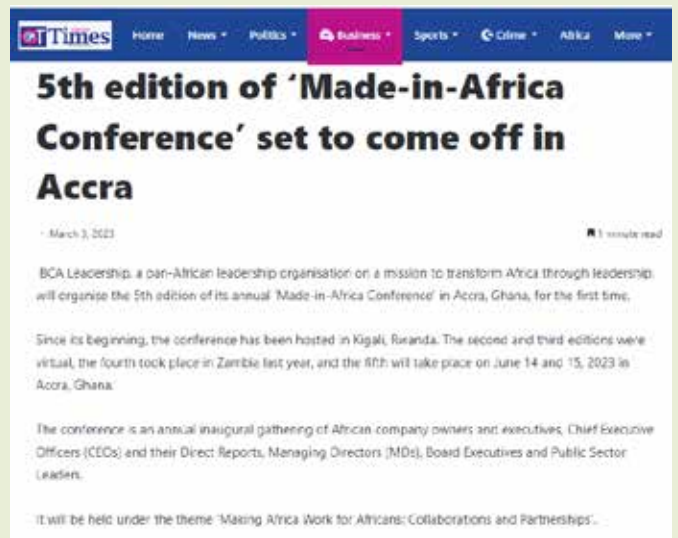 GT Times Home News Politics Business Sports Crime Africa More
5th edition of ‘Made-in-Africa
Conference’ set to come off in
Accra
March 3, 2023 1 minute read
BCA Leadership, a pan-African leadership organisation on a mission to transform Africa through leadership
will organise the 5th edition of its annual 'Made-in-Africa Conference' in Accra, Ghana, for the first time.
Since its beginning, the conference has been hosted in Kigali, Rwanda. The second and third editions were
virtual, the fourth took place in Zambia last year, and the fifth will take place on June 14 and 15, 2023 in
Accra, Ghana.
The conference is an annual inaugural gathering of African company owners and executives, Chief Executive
Officers (CEOs) and their Direct Reports, Managing Directors (MDs), Board Executives and Public Sector
Leaders.
It will be held under the theme 'Making Africa Work for Africans: Collaborations and Partnerships'.